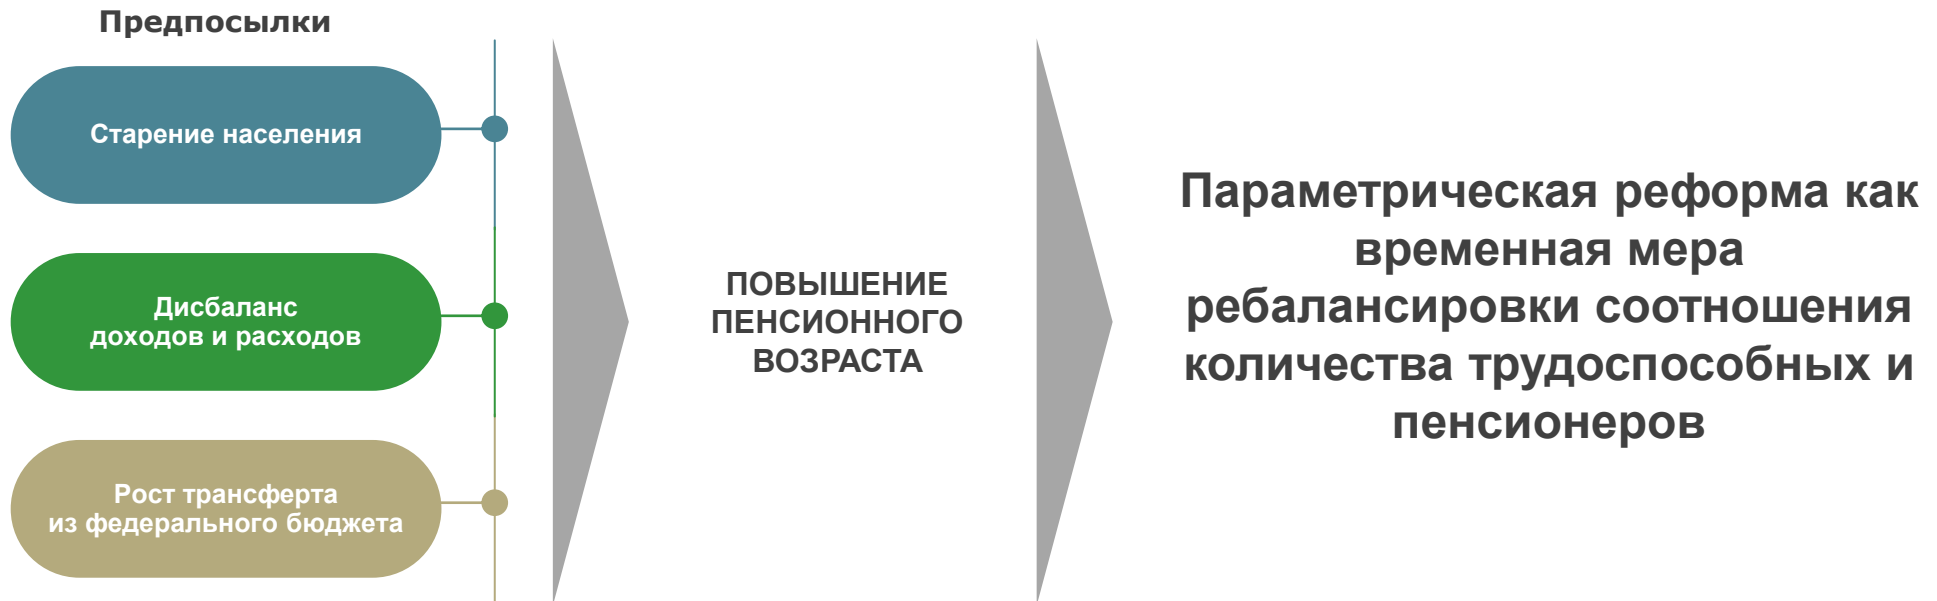 Предпосылки
Старение населения
Дисбаланс
доходов и расходов
Рост трансферта
из федерального бюджета
ПОВЫШЕНИЕ
ПЕНСИОННОГО
ВОЗРАСТА
Параметрическая реформа как
временная мера
ребалансировки соотношения
количества трудоспособных и
пенсионеров